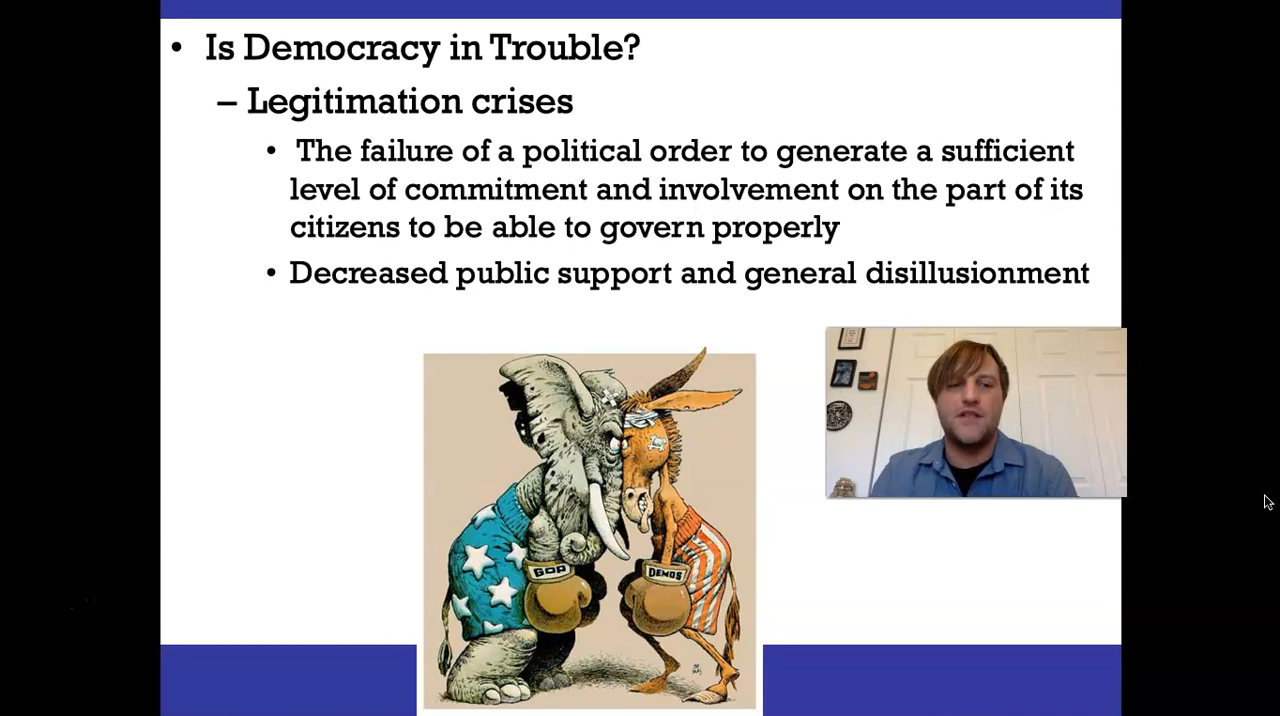 • Is Democracy in Trouble?
– Legitimation crises
• The failure of a political order to generate a sufficient
level of commitment and involvement on the part of its
citizens to be able to govern properly
• Decreased public support and general disillusionment
GOP
DEMOS